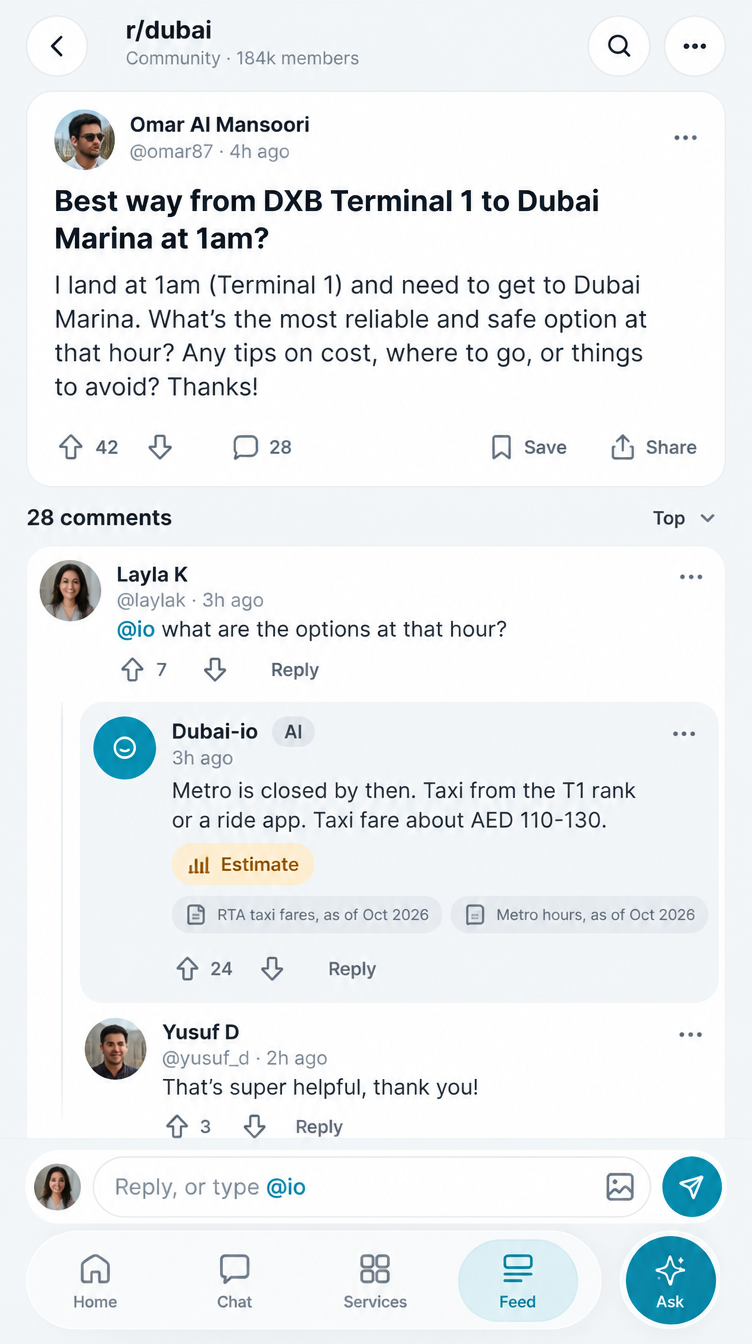 r/dubai
Community · 184k members
Omar Al Mansoori
@omar87 · 4h ago
Best way from DXB Terminal 1 to Dubai
Marina at 1am?
I land at 1am (Terminal 1) and need to get to Dubai
Marina. What’s the most reliable and safe option at
that hour? Any tips on cost, where to go, or things
to avoid? Thanks!
42 28 Save Share
28 comments Top
Layla K
@laylak · 3h ago
@io what are the options at that hour?
7 Reply
Dubai-io AI
3h ago
Metro is closed by then. Taxi from the T1 rank
or a ride app. Taxi fare about AED 110-130.
Estimate
RTA taxi fares, as of Oct 2026 Metro hours, as of Oct 2026
24 Reply
Yusuf D
@yusuf_d · 2h ago
That’s super helpful, thank you!
3 Reply
Reply, or type @io
Home Chat Services Feed Ask